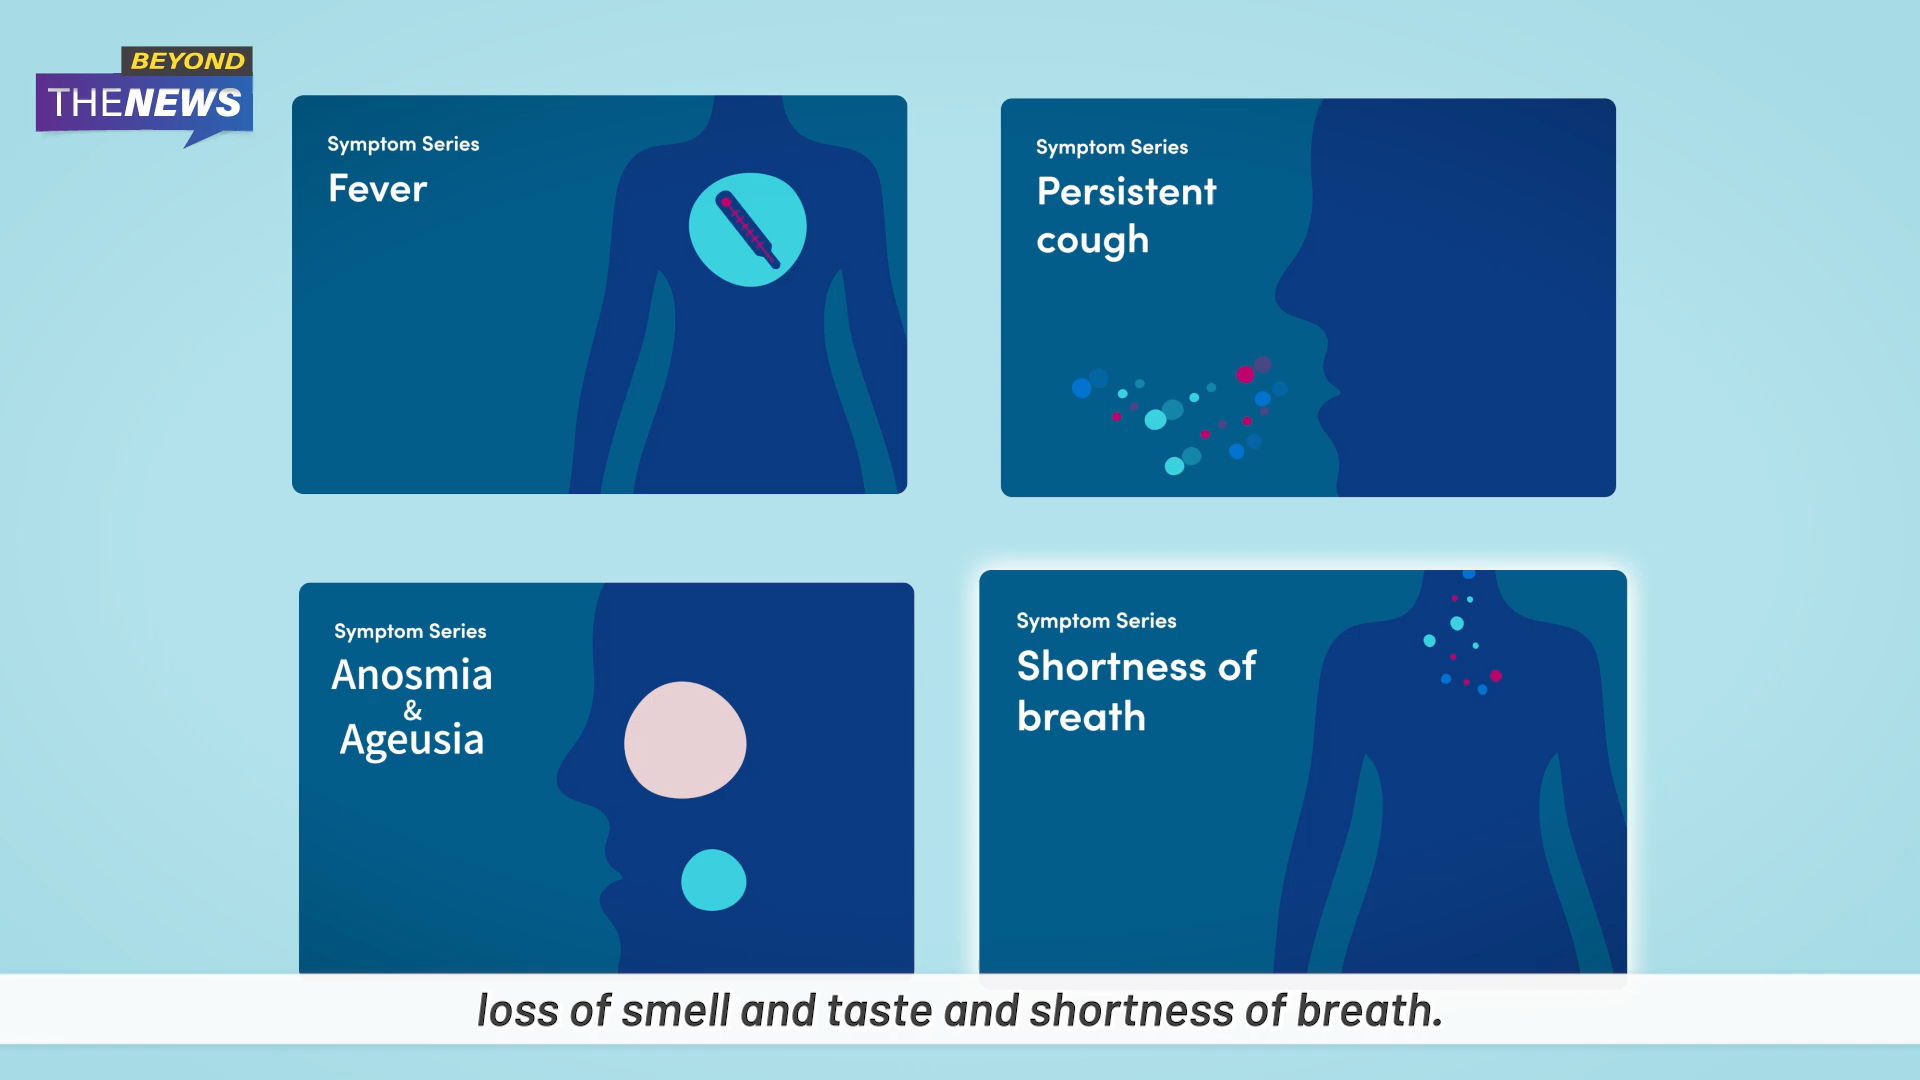 BEYOND
THENEWS
Symptom Series
Fever
Symptom Series
Persistent
cough
Symptom Series
Anosmia
&
Ageusia
Symptom Series
Shortness of
breath
loss of smell and taste and shortness of breath.